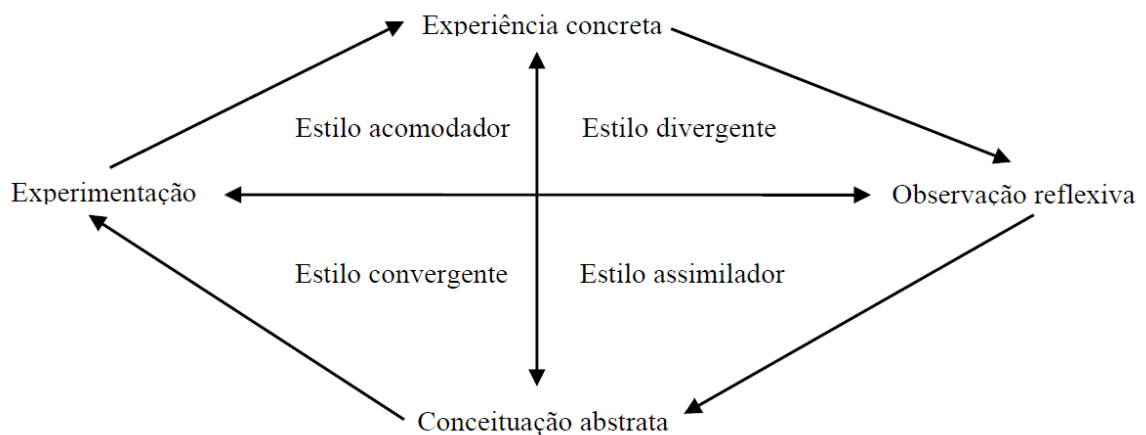 Experiência concreta
Estilo acomodador
Estilo divergente
Experimentação
Observação reflexiva
Estilo convergente
Estilo assimilador
Conceituação abstrata